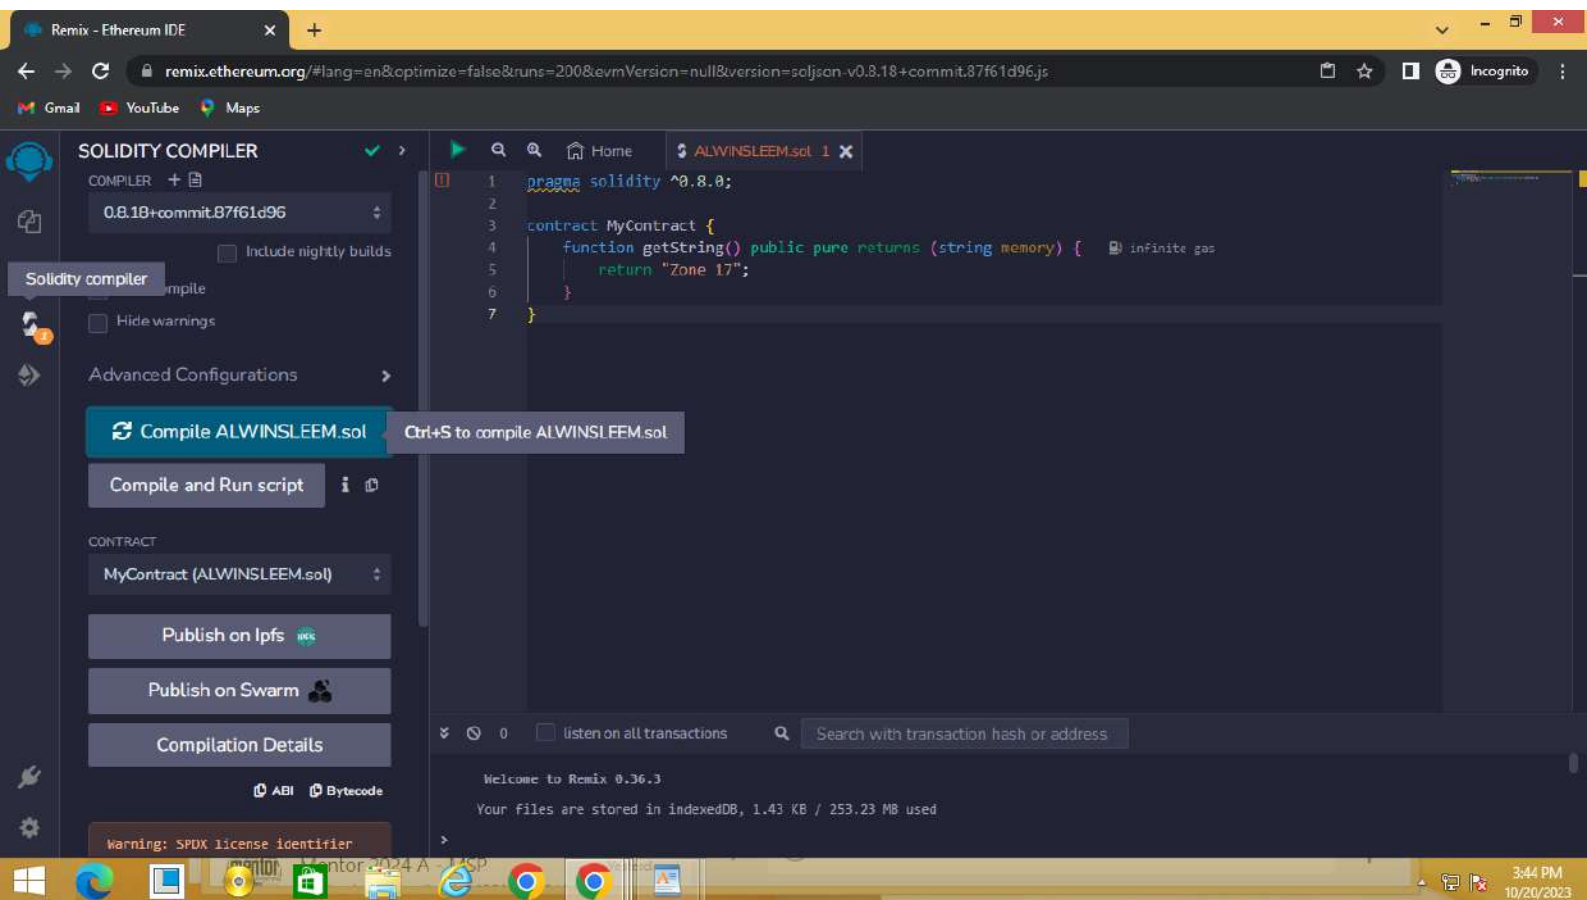 Remix - Ethereum IDE
remix.ethereum.org/#lang=en&optimize=false&runs=200&evmVersion=null&version=soljson-v0.8.18+commit.87f61d96.js
Incognito
Gmail YouTube Maps
SOLIDITY COMPILER
COMPILER
0.8.18+commit.87f61d96
Include nightly builds
Solidity compiler
mpile
Hide warnings
1
Advanced Configurations
Compile ALWINSLEEM.sol
Ctrl+S to compile ALWINSLEEM.sol
Compile and Run script
CONTRACT
MyContract (ALWINSLEEM.sol)
Publish on Ipfs
Publish on Swarm
Compilation Details
ABI Bytecode
Warning: SPDX license identifier
Home ALWINSLEEM.sol 1
1 pragma solidity ^0.8.0;
2
3 contract MyContract {
4 function getString() public pure returns (string memory) { infinite gas
5 return "Zone 17";
6 }
7 }
0 listen on all transactions Search with transaction hash or address
Welcome to Remix 0.36.3
Your files are stored in indexedDB, 1.43 KB / 253.23 MB used
>
3:44 PM
10/20/2023